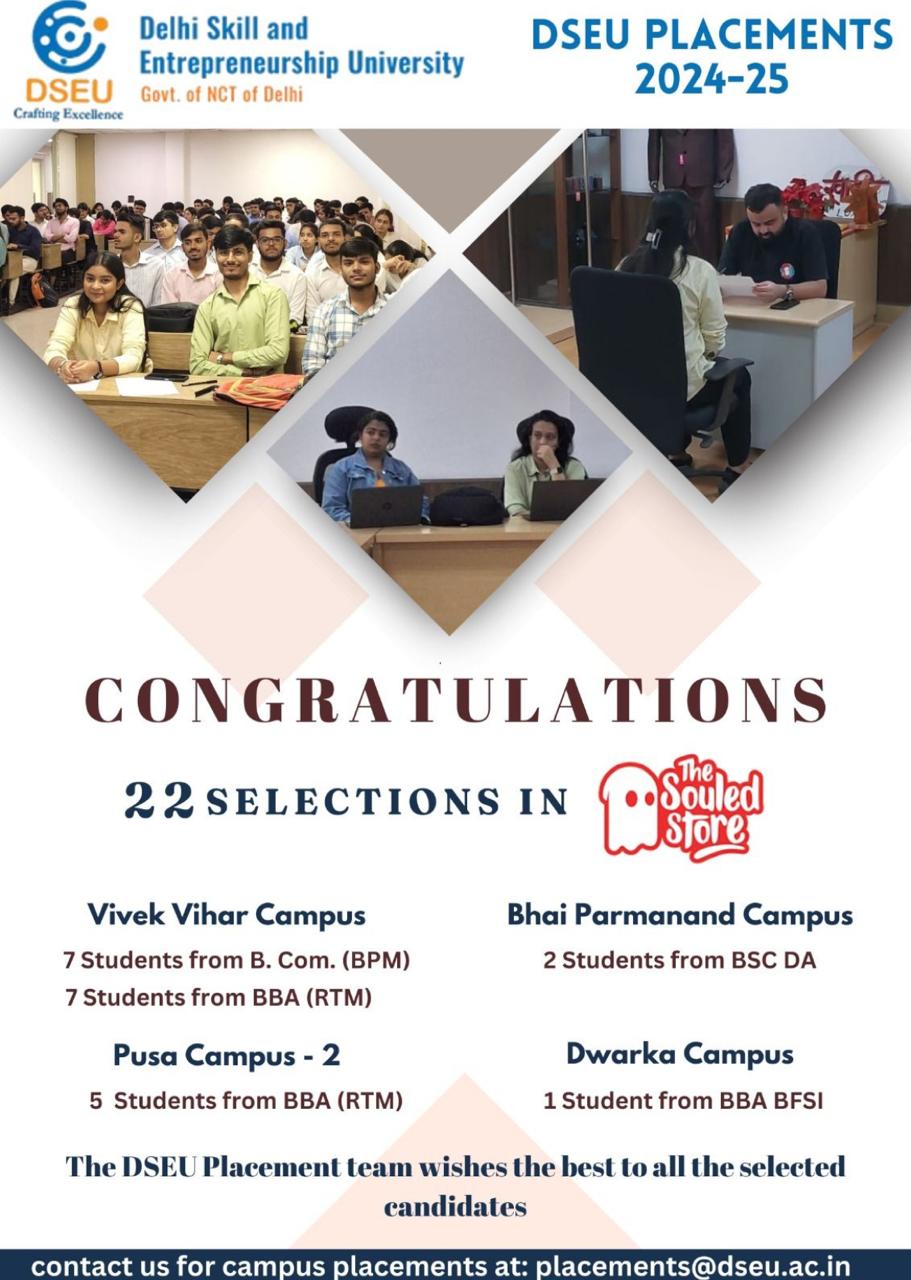 DSEU
Crafting Excellence
Delhi Skill and
Entrepreneurship University
Govt. of NCT of Delhi
DSEU PLACEMENTS
2024-25
CONGRATULATIONS
22 SELECTIONS IN
The
Souled
Store
Vivek Vihar Campus
7 Students from B. Com. (BPM)
7 Students from BBA (RTM)
Bhai Parmanand Campus
2 Students from BSC DA
Pusa Campus - 2
5 Students from BBA (RTM)
Dwarka Campus
1 Student from BBA BFSI
The DSEU Placement team wishes the best to all the selected
candidates
contact us for campus placements at: placements@dseu.ac.in